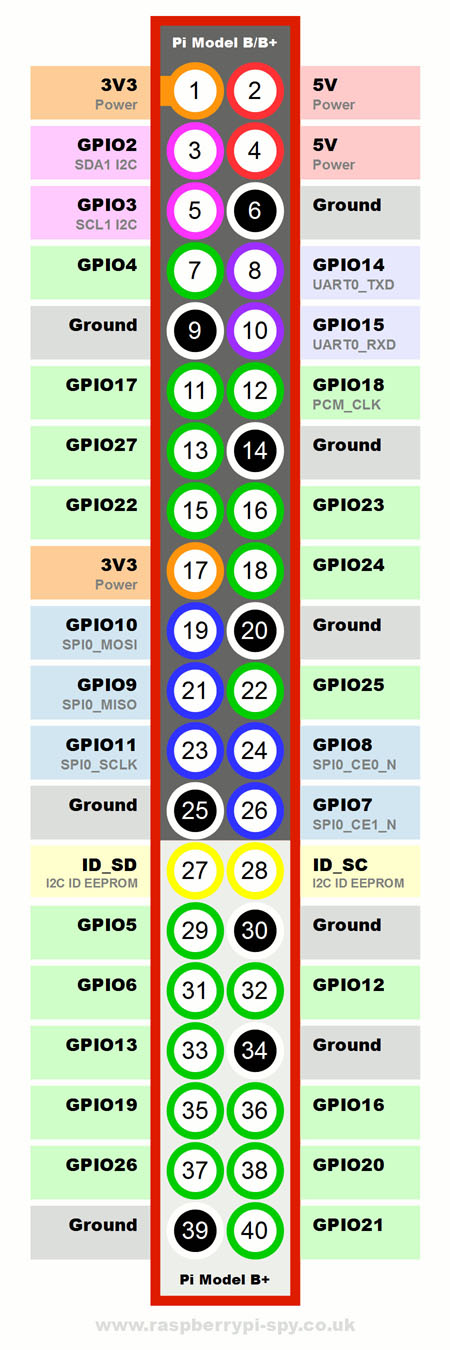 Pi Model B/B+
3V3 1 2 5V
Power Power
GPIO2 3 4 5V
SDA1 I2C Power
GPIO3 5 6 Ground
SCL1 I2C
GPIO4 7 8 GPIO14
UART0_TXD
Ground 9 10 GPIO15
UART0_RXD
GPIO17 11 12 GPIO18
PCM_CLK
GPIO27 13 14 Ground
GPIO22 15 16 GPIO23
3V3 17 18 GPIO24
Power
GPIO10 19 20 Ground
SPI0_MOSI
GPIO9 21 22 GPIO25
SPI0_MISO
GPIO11 23 24 GPIO8
SPI0_SCLK SPI0_CE0_N
Ground 25 26 GPIO7
SPI0_CE1_N
ID_SD 27 28 ID_SC
I2C ID EEPROM I2C ID EEPROM
GPIO5 29 30 Ground
GPIO6 31 32 GPIO12
GPIO13 33 34 Ground
GPIO19 35 36 GPIO16
GPIO26 37 38 GPIO20
Ground 39 40 GPIO21
Pi Model B+
www.raspberrypi-spy.co.uk